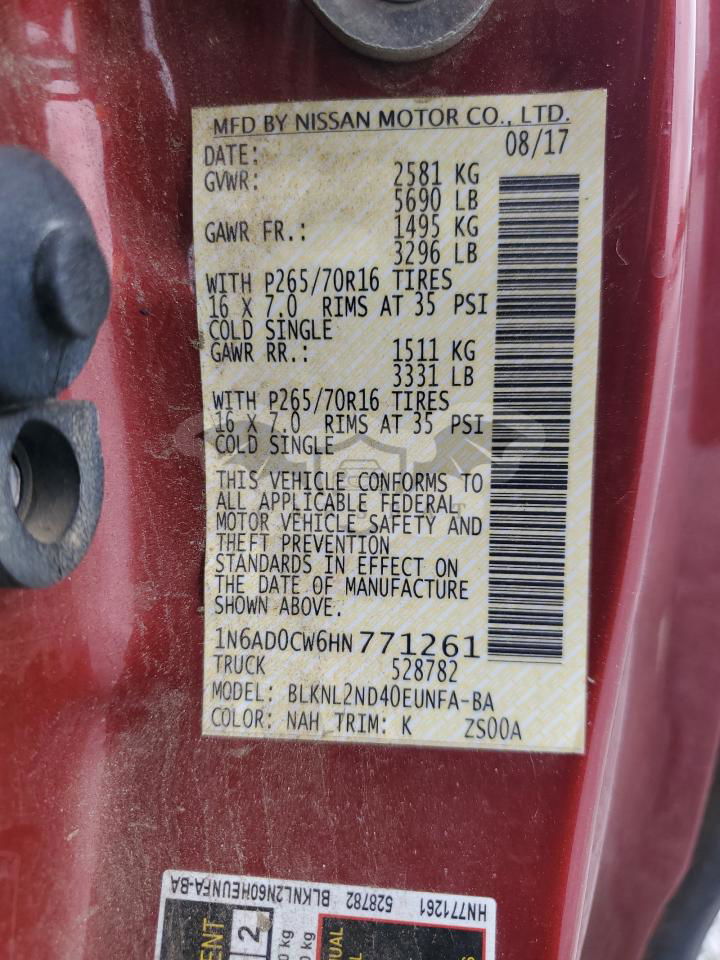 MFD BY NISSAN MOTOR CO., LTD.
DATE: 08/17
GVWR: 2581 KG
5690 LB
GAWR FR.: 1495 KG
3296 LB
WITH P265/70R16 TIRES
16 X 7.0 RIMS AT 35 PSI
COLD SINGLE
GAWR RR.: 1511 KG
3331 LB
WITH P265/70R16 TIRES
16 X 7.0 RIMS AT 35 PSI
COLD SINGLE
THIS VEHICLE CONFORMS TO
ALL APPLICABLE FEDERAL
MOTOR VEHICLE SAFETY AND
THEFT PREVENTION
STANDARDS IN EFFECT ON
THE DATE OF MANUFACTURE
SHOWN ABOVE.
1N6AD0CW6HN771261
TRUCK 528782
MODEL: BLKNL2ND40EUNFA-BA
COLOR: NAH TRIM: K ZS00A
HN771261 528782 BLKNL2N60HEUNFA-BA
2
kg
kg